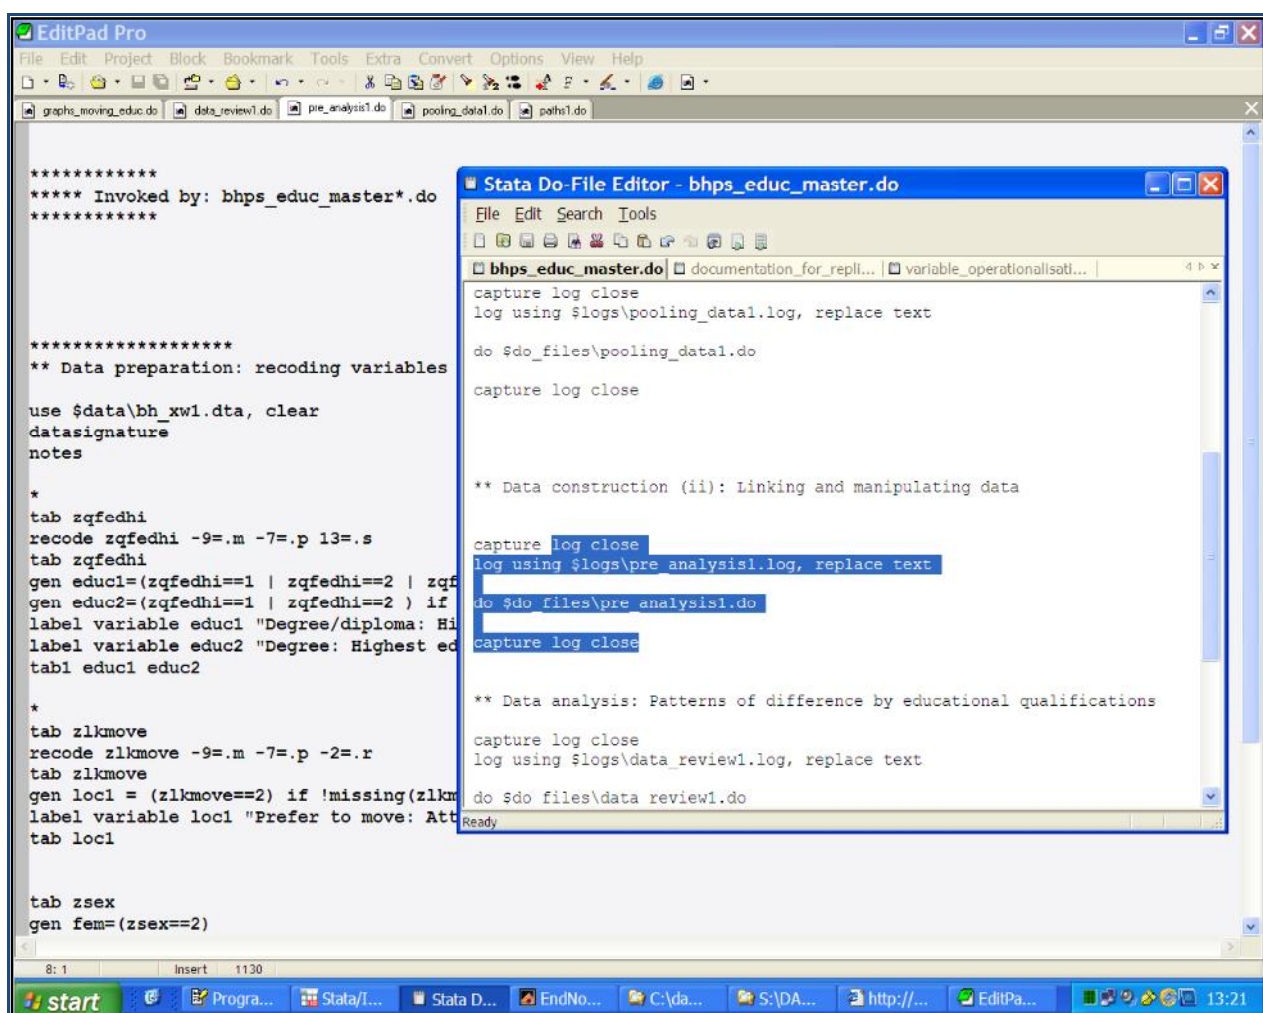 EditPad Pro
File Edit Project Block Bookmark Tools Extra Convert Options View Help
graphs_moving_educ.do data_review1.do pre_analysis1.do pooling_data1.do paths1.do
************
***** Invoked by: bhps_educ_master*.do
************
*******************
** Data preparation: recoding variables
use $data\bh_xw1.dta, clear
datasignature
notes
*
tab zqfedhi
recode zqfedhi -9=.m -7=.p 13=.s
tab zqfedhi
gen educ1=(zqfedhi==1 | zqfedhi==2 | zqf
gen educ2=(zqfedhi==1 | zqfedhi==2 ) if
label variable educ1 "Degree/diploma: Hi
label variable educ2 "Degree: Highest ed
tab1 educ1 educ2
*
tab zlkmove
recode zlkmove -9=.m -7=.p -2=.r
tab zlkmove
gen loc1 = (zlkmove==2) if !missing(zlkm
label variable loc1 "Prefer to move: Att
tab loc1
tab zsex
gen fem=(zsex==2)
Stata Do-File Editor - bhps_educ_master.do
File Edit Search Tools
bhps_educ_master.do documentation_for_repli... variable_operationalisati...
capture log close
log using $logs\pooling_data1.log, replace text
do $do_files\pooling_data1.do
capture log close
** Data construction (ii): Linking and manipulating data
capture log close
log using $logs\pre_analysis1.log, replace text
do $do_files\pre_analysis1.do
capture log close
** Data analysis: Patterns of difference by educational qualifications
capture log close
log using $logs\data_review1.log, replace text
do $do_files\data_review1.do
Ready
8: 1 Insert 1130
start Progra... Stata/I... Stata D... EndNo... C:\da... S:\DA... http://... EditPa... 13:21